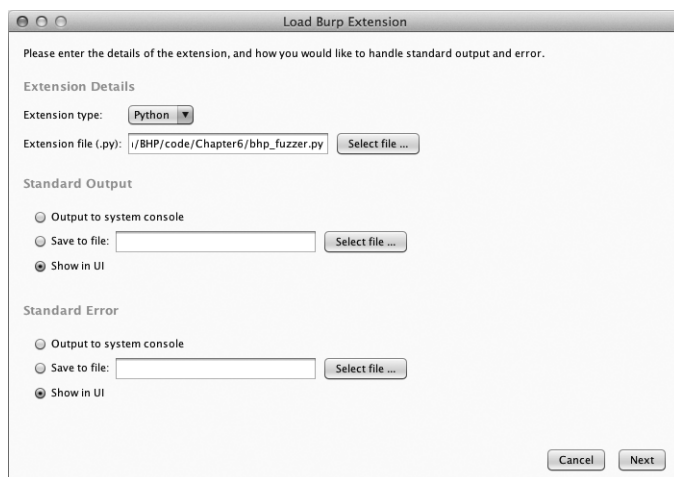 Load Burp Extension
Please enter the details of the extension, and how you would like to handle standard output and error.
Extension Details
Extension type: Python
Extension file (.py): /BHP/code/Chapter6/bhp_fuzzer.py Select file ...
Standard Output
Output to system console
Save to file: Select file ...
Show in UI
Standard Error
Output to system console
Save to file: Select file ...
Show in UI
Cancel Next